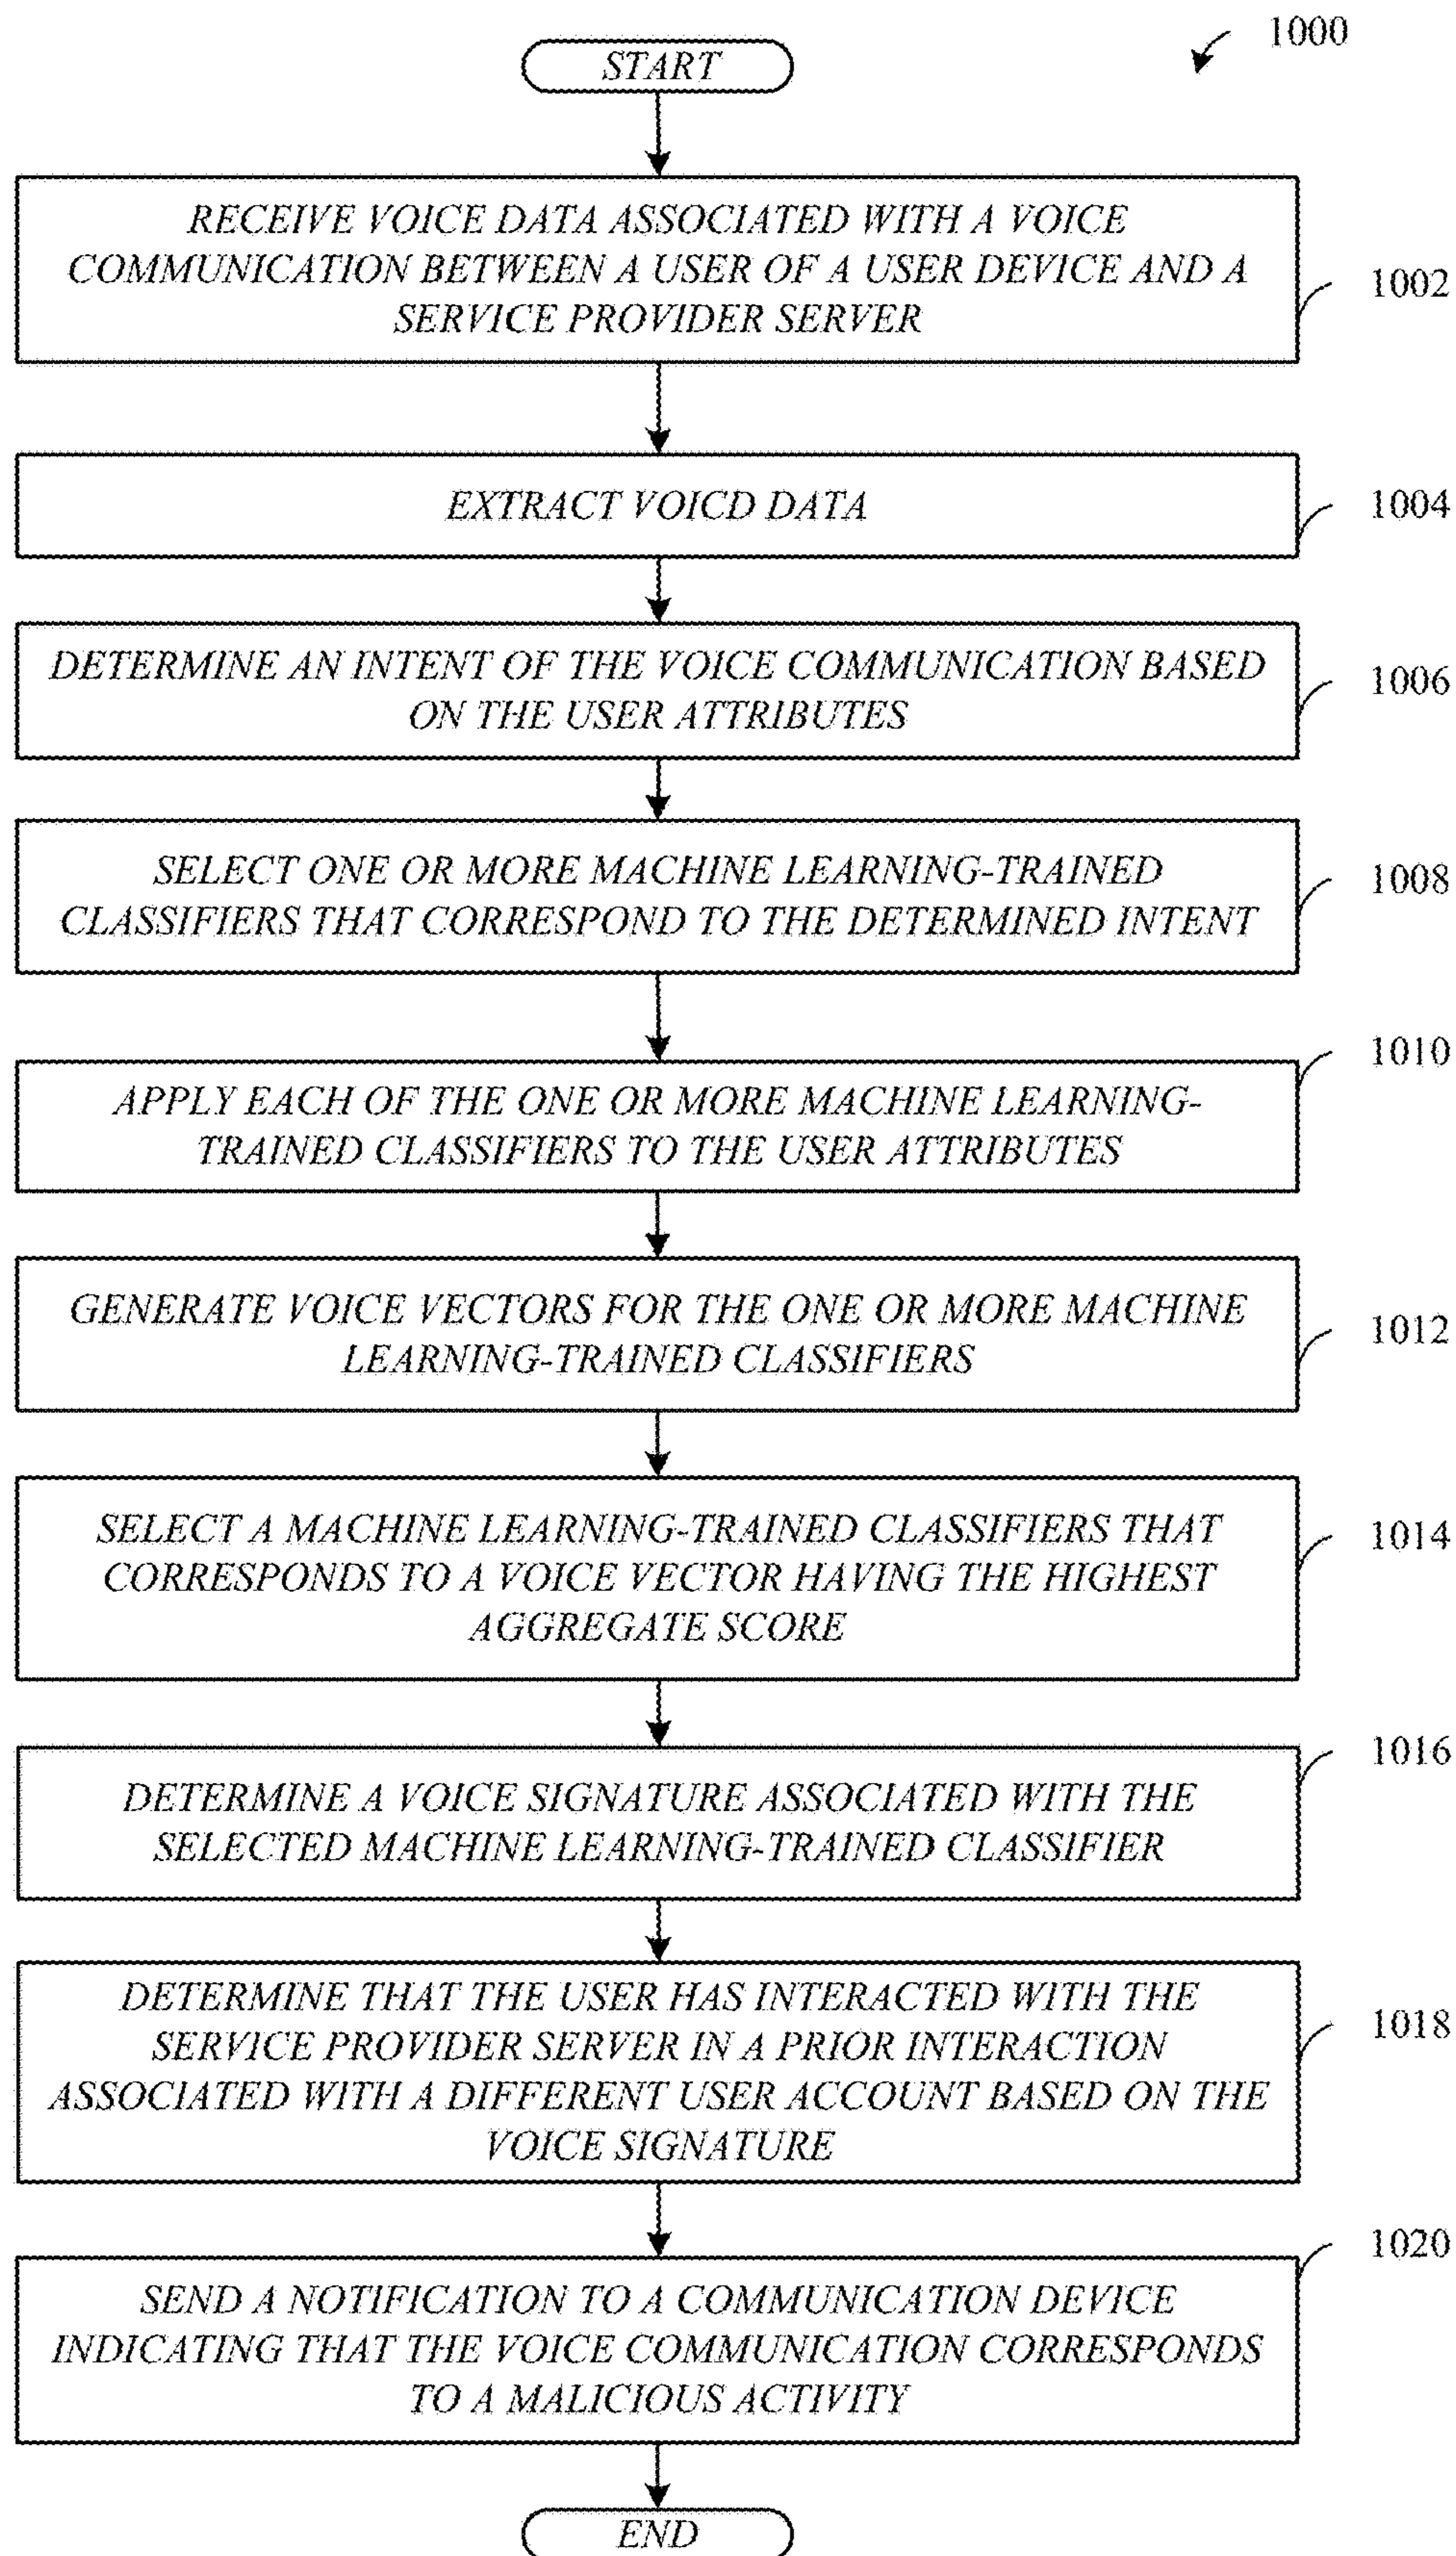 1000
START
RECEIVE VOICE DATA ASSOCIATED WITH A VOICE
COMMUNICATION BETWEEN A USER OF A USER DEVICE AND A
SERVICE PROVIDER SERVER
1002
EXTRACT VOICD DATA
1004
DETERMINE AN INTENT OF THE VOICE COMMUNICATION BASED
ON THE USER ATTRIBUTES
1006
SELECT ONE OR MORE MACHINE LEARNING-TRAINED
CLASSIFIERS THAT CORRESPOND TO THE DETERMINED INTENT
1008
APPLY EACH OF THE ONE OR MORE MACHINE LEARNING-
TRAINED CLASSIFIERS TO THE USER ATTRIBUTES
1010
GENERATE VOICE VECTORS FOR THE ONE OR MORE MACHINE
LEARNING-TRAINED CLASSIFIERS
1012
SELECT A MACHINE LEARNING-TRAINED CLASSIFIERS THAT
CORRESPONDS TO A VOICE VECTOR HAVING THE HIGHEST
AGGREGATE SCORE
1014
DETERMINE A VOICE SIGNATURE ASSOCIATED WITH THE
SELECTED MACHINE LEARNING-TRAINED CLASSIFIER
1016
DETERMINE THAT THE USER HAS INTERACTED WITH THE
SERVICE PROVIDER SERVER IN A PRIOR INTERACTION
ASSOCIATED WITH A DIFFERENT USER ACCOUNT BASED ON THE
VOICE SIGNATURE
1018
SEND A NOTIFICATION TO A COMMUNICATION DEVICE
INDICATING THAT THE VOICE COMMUNICATION CORRESPONDS
TO A MALICIOUS ACTIVITY
1020
END